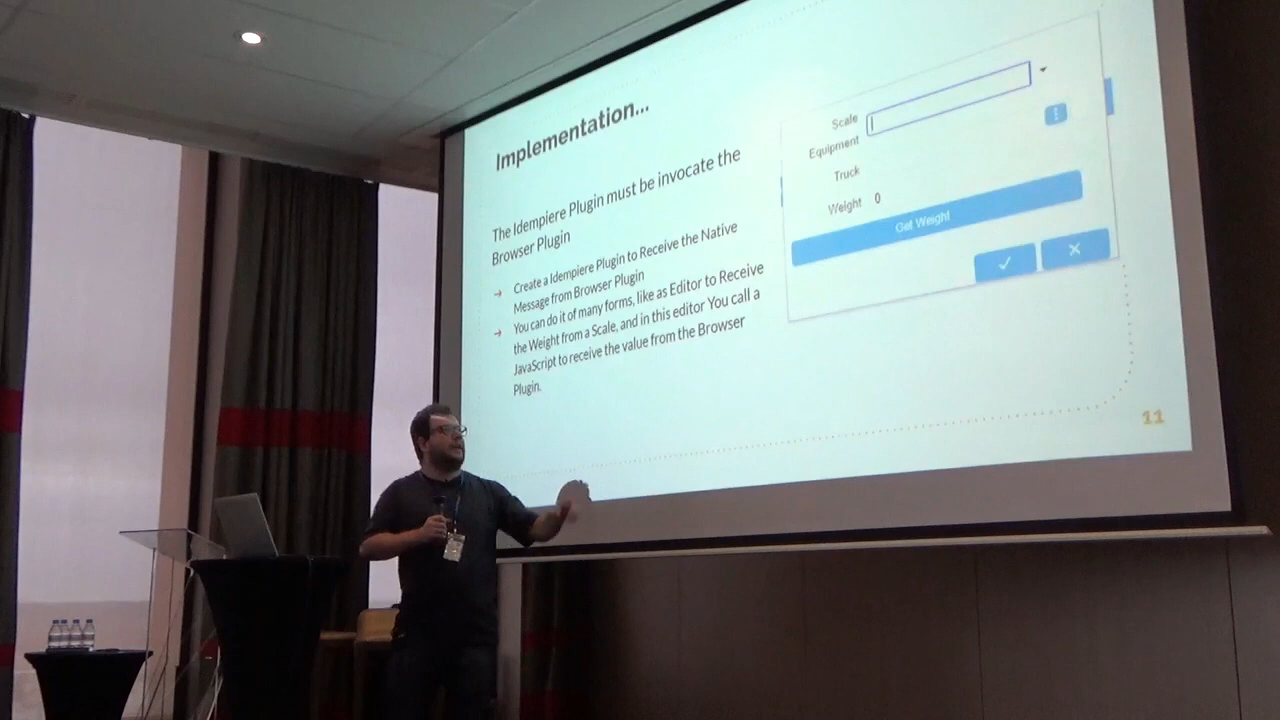 Implementation...
The Idempiere Plugin must be invocate the
Browser Plugin
→ Create a Idempiere Plugin to Receive the Native
Message from Browser Plugin
→ You can do it of many forms, like as Editor to Receive
the Weight from a Scale, and in this editor You call a
JavaScript to receive the value from the Browser
Plugin.
Scale
Equipment
Truck
Weight 0
Get Weight
11